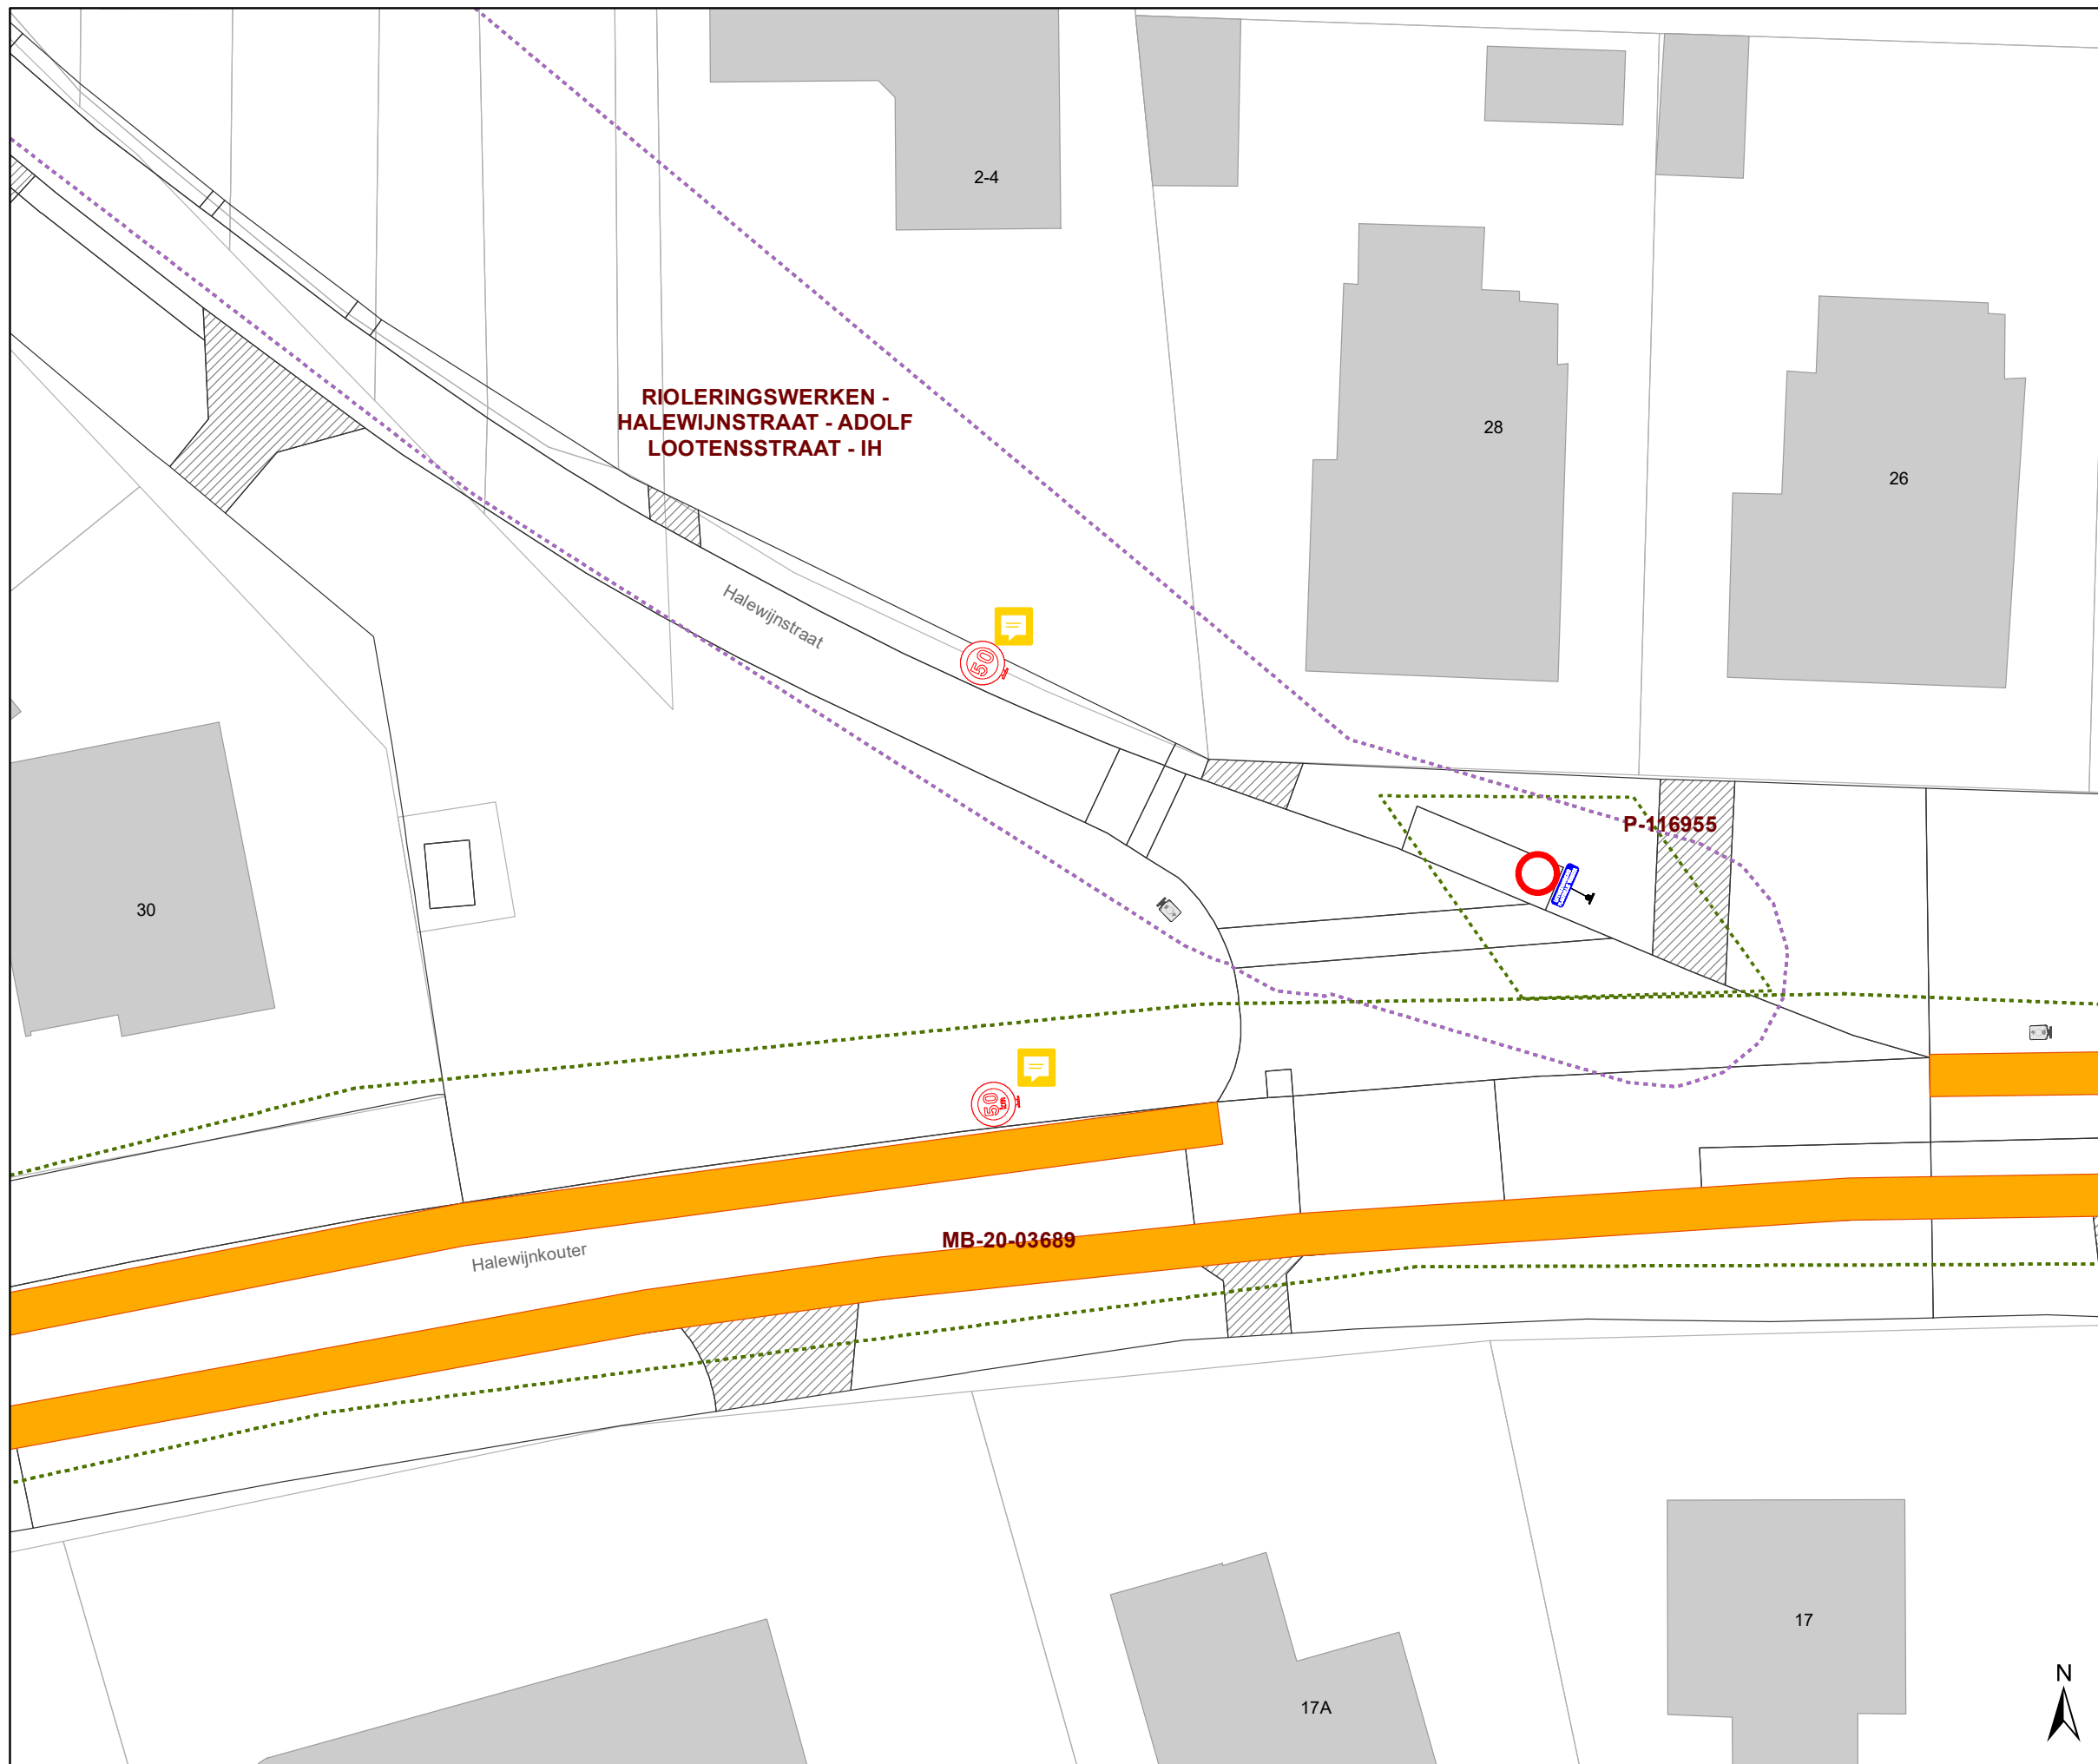 2-4
RIOLERINGSWERKEN -
HALEWIJNSTRAAT - ADOLF
LOOTENSSTRAAT - IH
28
26
Halewijnstraat
50
P-116955
30
50
MB-20-03689
Halewijnkouter
17
17A
N